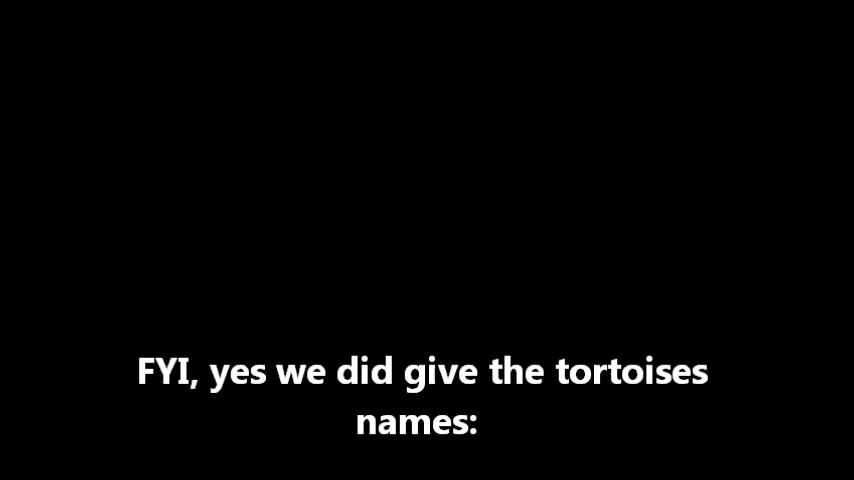 FYI, yes we did give the tortoises
names: